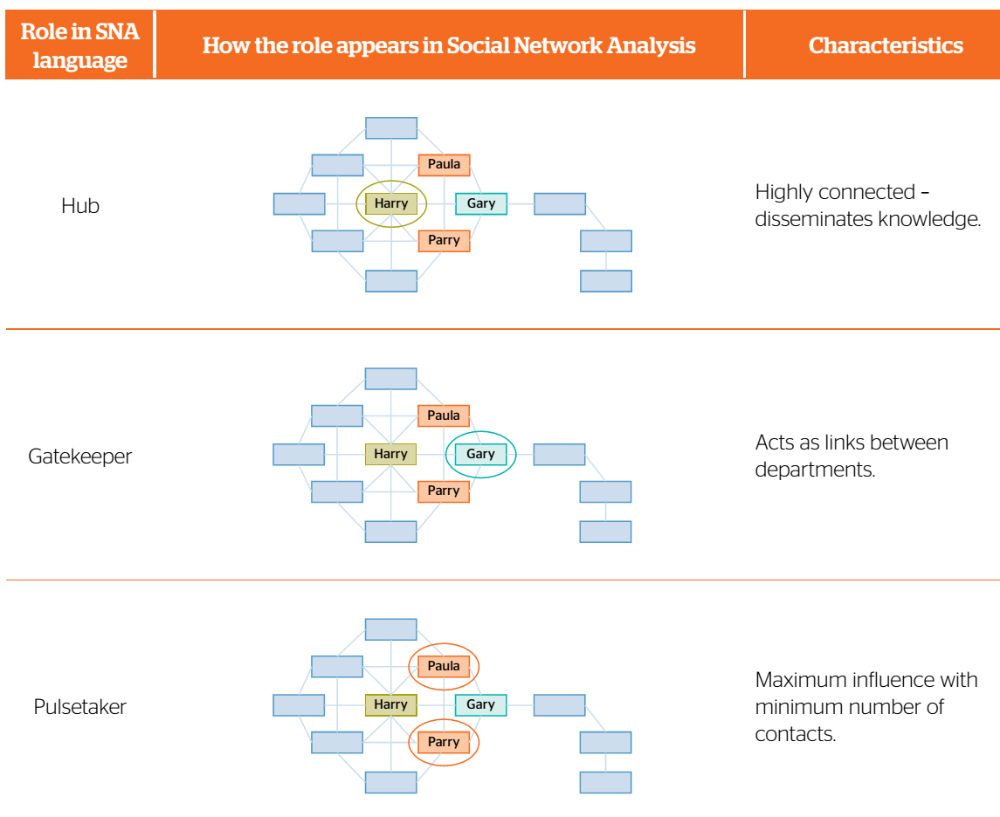 Role in SNA
language
How the role appears in Social Network Analysis
Characteristics
Hub
Paula
Harry
Gary
Parry
Highly connected –
disseminates knowledge.
Gatekeeper
Paula
Harry
Gary
Parry
Acts as links between
departments.
Pulsetaker
Paula
Harry
Gary
Parry
Maximum influence with
minimum number of
contacts.